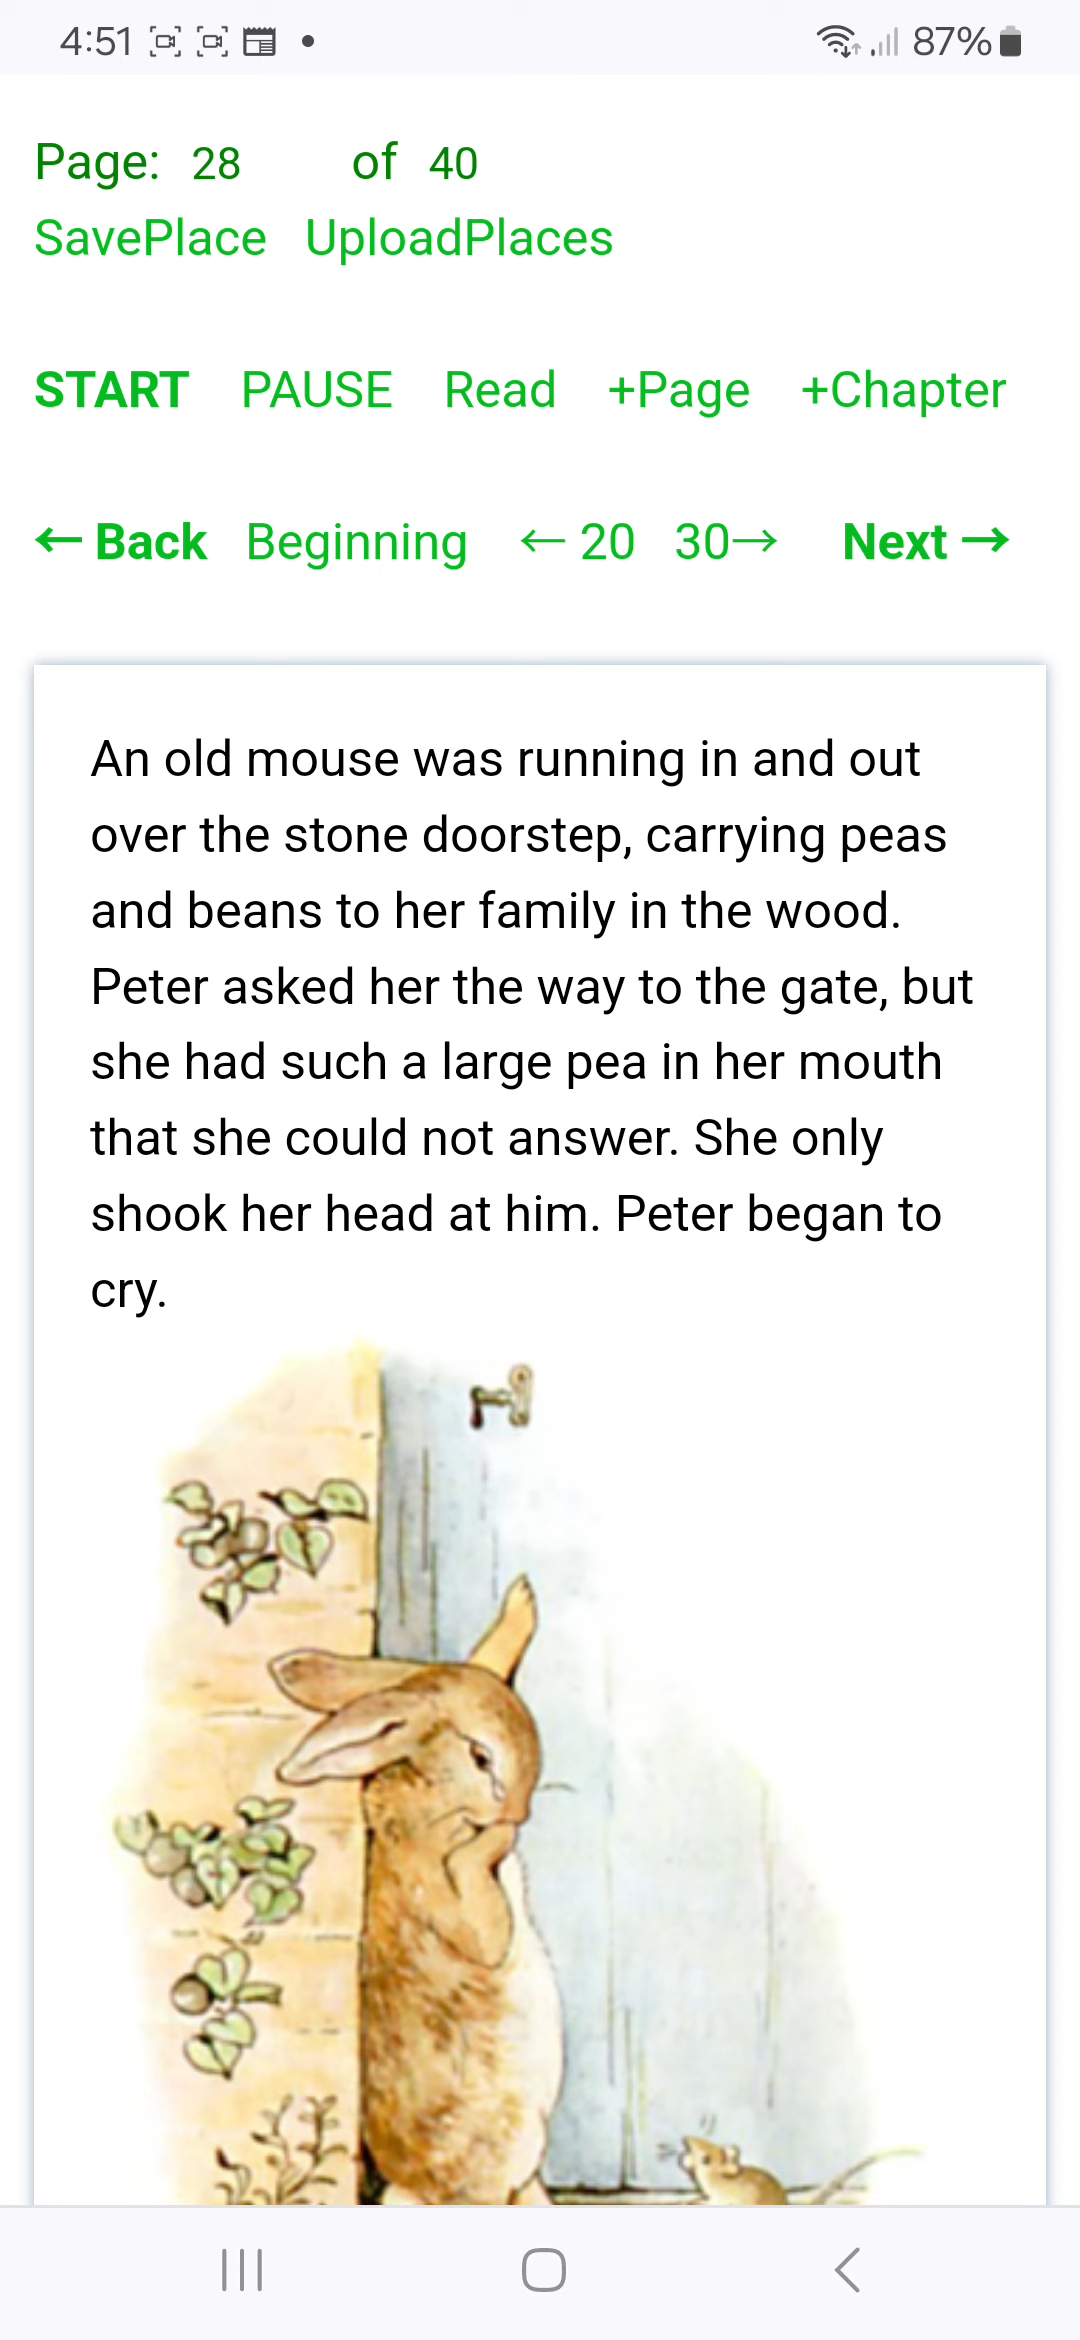 4:51 87%
Page: 28 of 40
SavePlace UploadPlaces
START PAUSE Read +Page +Chapter
← Back Beginning ← 20 30→ Next →
An old mouse was running in and out
over the stone doorstep, carrying peas
and beans to her family in the wood.
Peter asked her the way to the gate, but
she had such a large pea in her mouth
that she could not answer. She only
shook her head at him. Peter began to
cry.